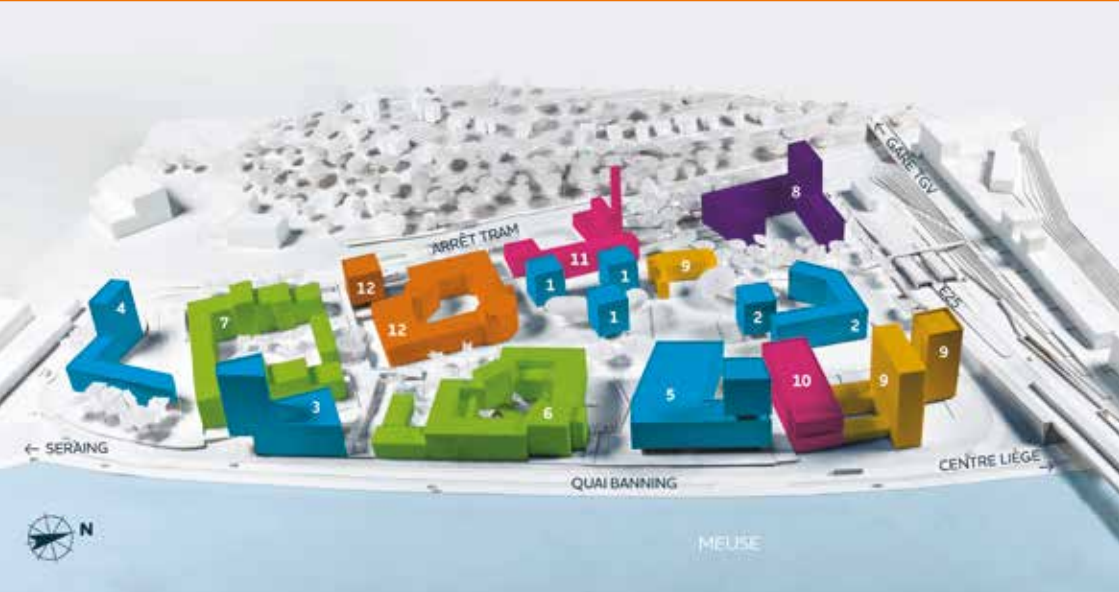 ← GARE TGV
8
ARRÊT TRAM
11
9
1
1
12
1
4
7
12
2
2
E25
9
10
9
5
3
6
← SERAING
CENTRE LIÈGE →
QUAI BANNING
N
MEUSE